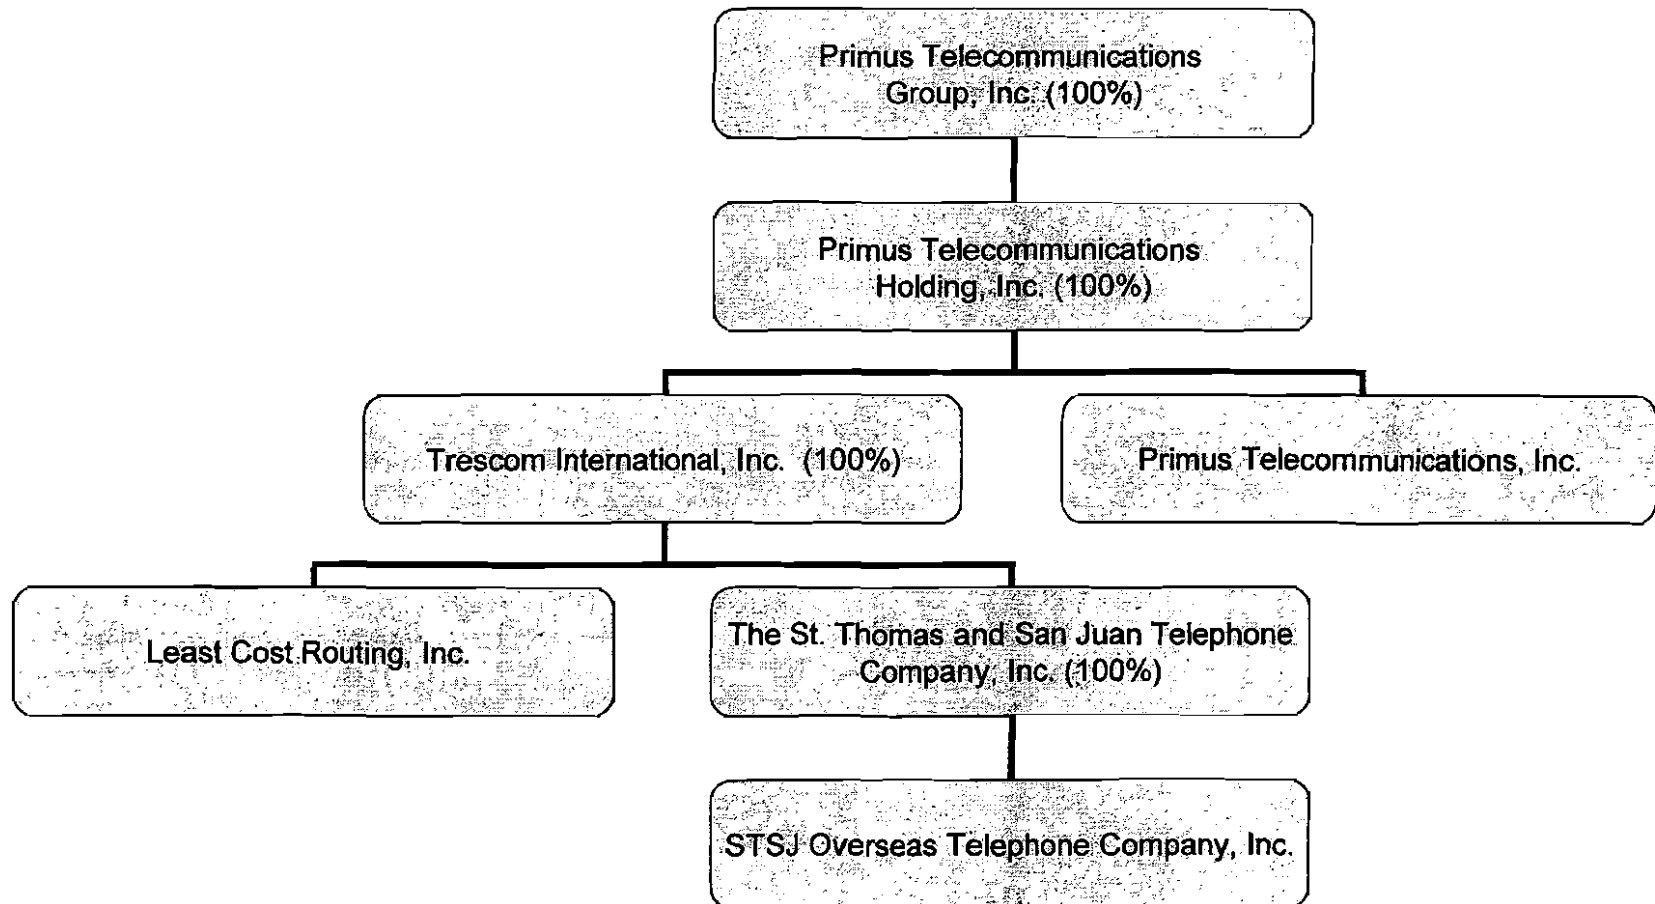 Primus Telecommunications
Group, Inc. (100%)
Primus Telecommunications
Holding, Inc. (100%)
Trescom International, Inc. (100%)
Primus Telecommunications, Inc.
Least Cost Routing, Inc.
The St. Thomas and San Juan Telephone
Company, Inc. (100%)
STSJ Overseas Telephone Company, Inc.